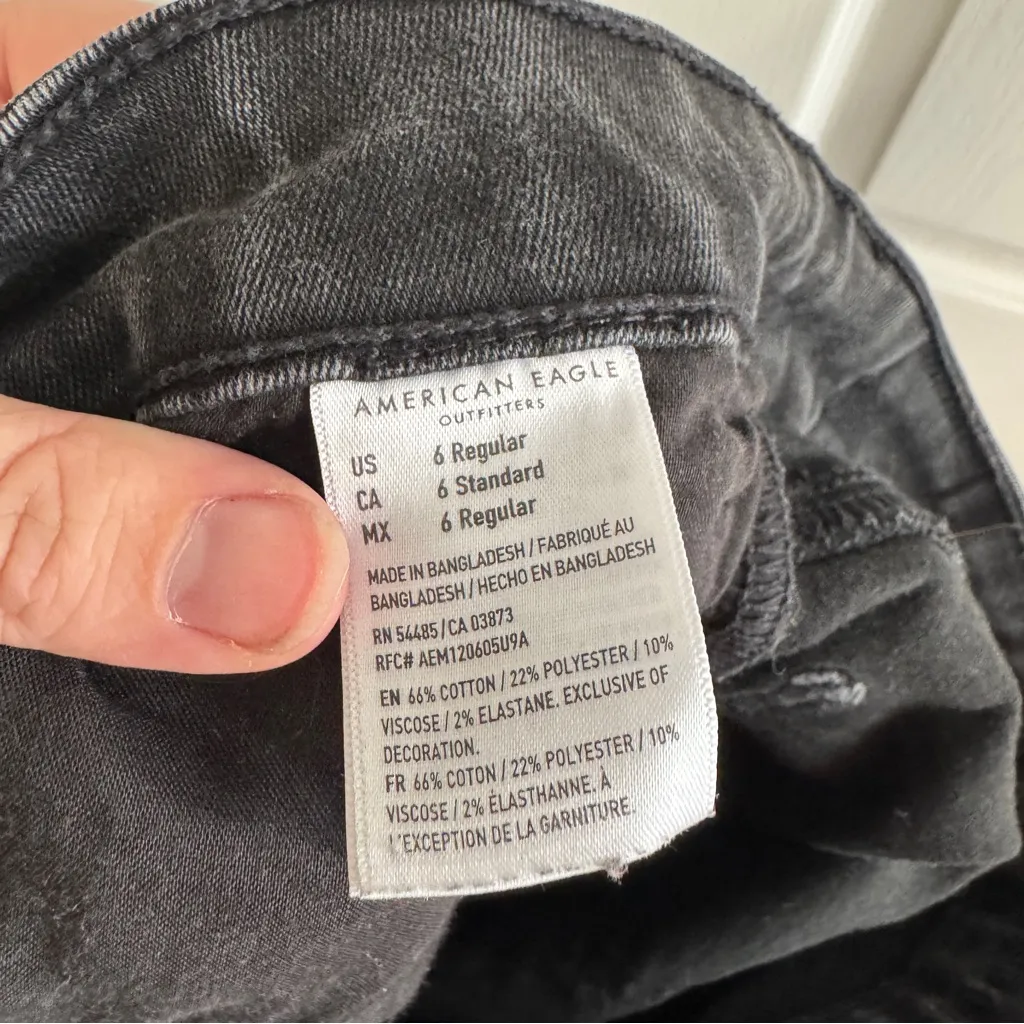 AMERICAN EAGLE
OUTFITTERS
US 6 Regular
CA 6 Standard
MX 6 Regular
MADE IN BANGLADESH / FABRIQUÉ AU
BANGLADESH / HECHO EN BANGLADESH
RN 54485 / CA 03873
RFC# AEM120605U9A
EN 66% COTTON / 22% POLYESTER / 10%
VISCOSE / 2% ELASTANE. EXCLUSIVE OF
DECORATION.
FR 66% COTON / 22% POLYESTER / 10%
VISCOSE / 2% ÉLASTHANNE. À
L'EXCEPTION DE LA GARNITURE.